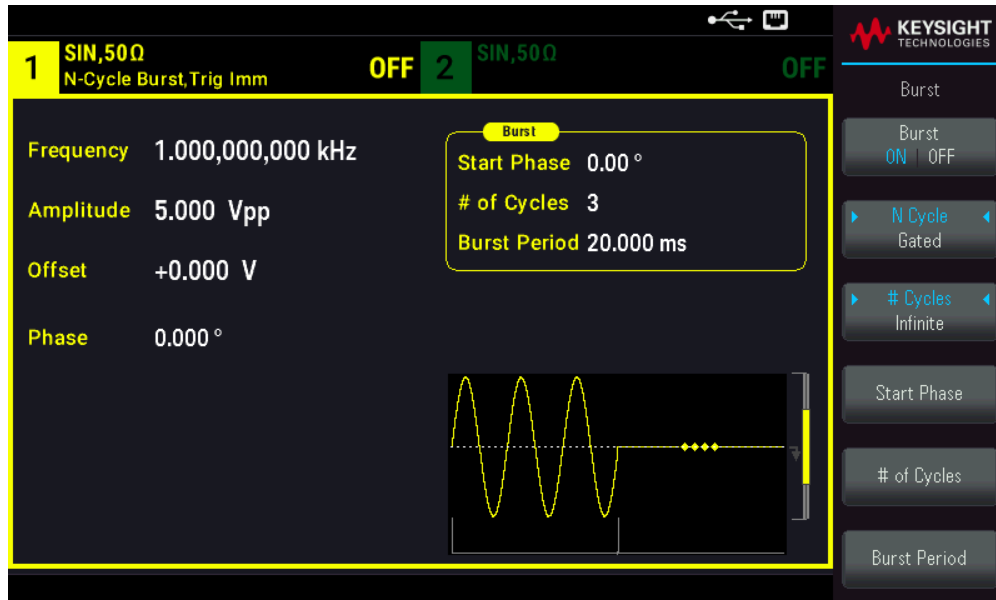 KEYSIGHT
TECHNOLOGIES
1 SIN,50Ω
N-Cycle Burst,Trig Imm
OFF
2 SIN,50Ω
OFF
Frequency 1.000,000,000 kHz
Amplitude 5.000 Vpp
Offset +0.000 V
Phase 0.000 °
Burst
Start Phase 0.00 °
# of Cycles 3
Burst Period 20.000 ms
Burst
Burst
ON | OFF
N Cycle
Gated
# Cycles
Infinite
Start Phase
# of Cycles
Burst Period